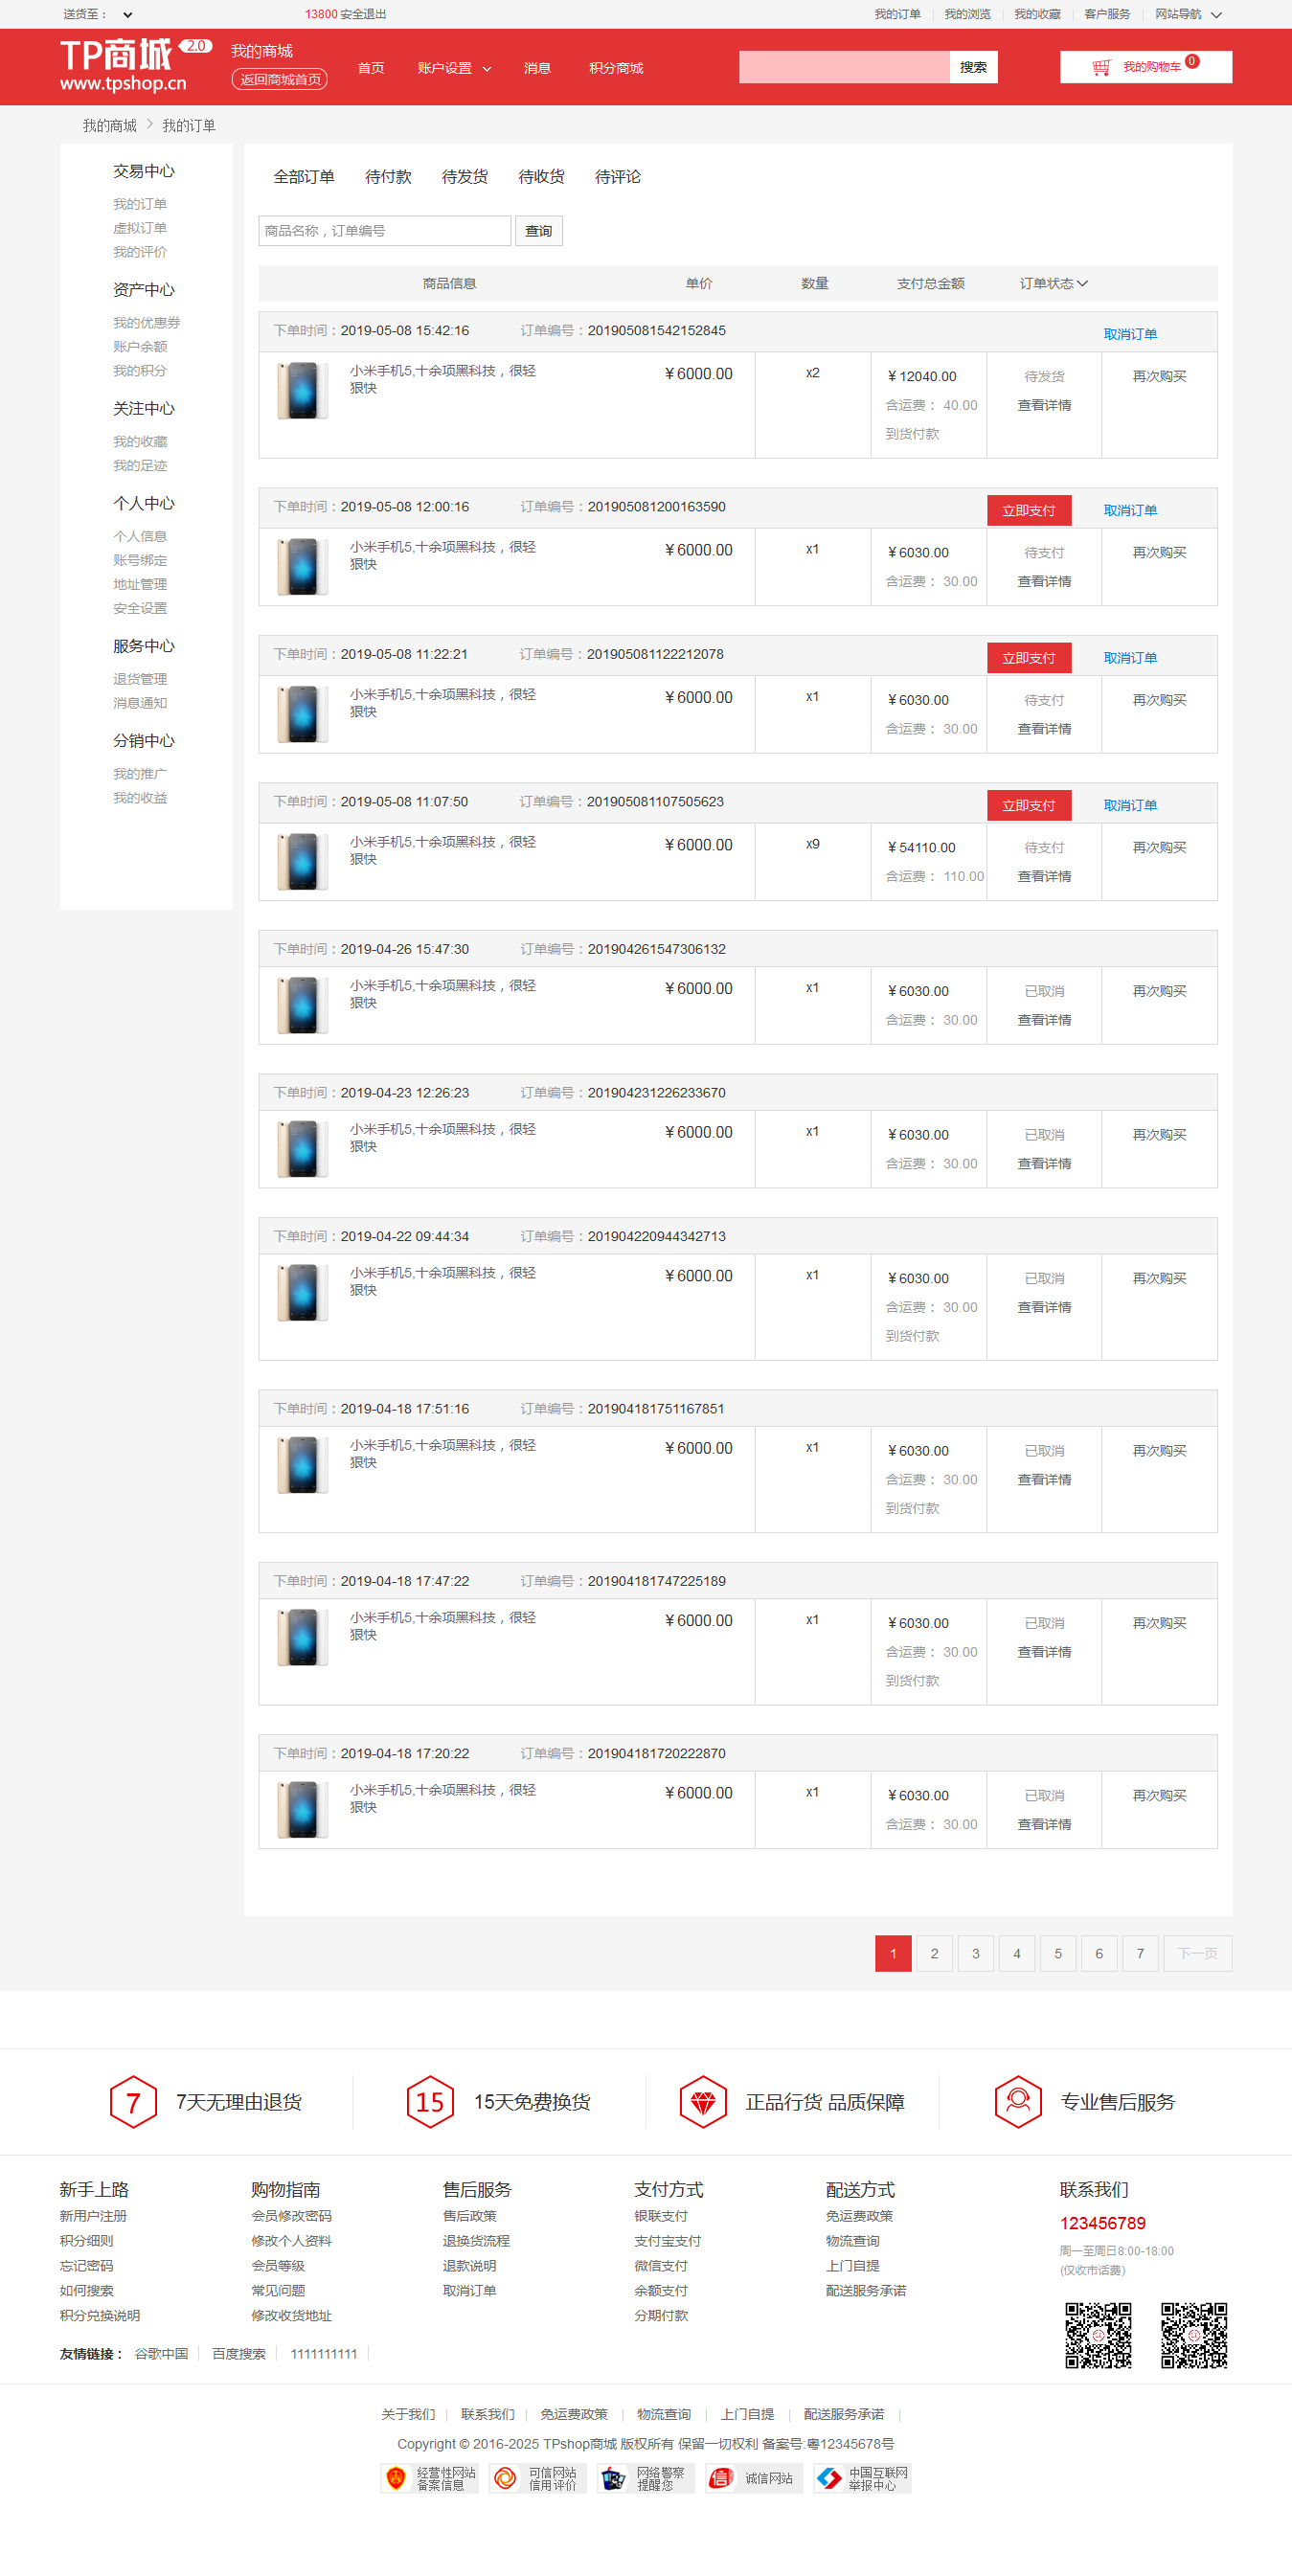 送货至：
13800 安全退出
我的订单 我的浏览 我的收藏 客户服务 网站导航
TP商城 2.0
www.tpshop.cn
我的商城
返回商城首页
首页 账户设置 消息 积分商城
搜索
我的购物车 0
我的商城 > 我的订单
交易中心
我的订单
虚拟订单
我的评价
资产中心
我的优惠券
账户余额
我的积分
关注中心
我的收藏
我的足迹
个人中心
个人信息
账号绑定
地址管理
安全设置
服务中心
退货管理
消息通知
分销中心
我的推广
我的收益
全部订单 待付款 待发货 待收货 待评论
商品名称，订单编号 查询
商品信息 单价 数量 支付总金额 订单状态
下单时间：2019-05-08 15:42:16 订单编号：201905081542152845 取消订单
小米手机5,十余项黑科技，很轻
狠快
￥6000.00 x2 ￥12040.00 待发货 再次购买
含运费： 40.00 查看详情
到货付款
下单时间：2019-05-08 12:00:16 订单编号：201905081200163590 立即支付 取消订单
小米手机5,十余项黑科技，很轻
狠快
￥6000.00 x1 ￥6030.00 待支付 再次购买
含运费： 30.00 查看详情
下单时间：2019-05-08 11:22:21 订单编号：201905081122212078 立即支付 取消订单
小米手机5,十余项黑科技，很轻
狠快
￥6000.00 x1 ￥6030.00 待支付 再次购买
含运费： 30.00 查看详情
下单时间：2019-05-08 11:07:50 订单编号：201905081107505623 立即支付 取消订单
小米手机5,十余项黑科技，很轻
狠快
￥6000.00 x9 ￥54110.00 待支付 再次购买
含运费： 110.00 查看详情
下单时间：2019-04-26 15:47:30 订单编号：201904261547306132
小米手机5,十余项黑科技，很轻
狠快
￥6000.00 x1 ￥6030.00 已取消 再次购买
含运费： 30.00 查看详情
下单时间：2019-04-23 12:26:23 订单编号：201904231226233670
小米手机5,十余项黑科技，很轻
狠快
￥6000.00 x1 ￥6030.00 已取消 再次购买
含运费： 30.00 查看详情
下单时间：2019-04-22 09:44:34 订单编号：201904220944342713
小米手机5,十余项黑科技，很轻
狠快
￥6000.00 x1 ￥6030.00 已取消 再次购买
含运费： 30.00 查看详情
到货付款
下单时间：2019-04-18 17:51:16 订单编号：201904181751167851
小米手机5,十余项黑科技，很轻
狠快
￥6000.00 x1 ￥6030.00 已取消 再次购买
含运费： 30.00 查看详情
到货付款
下单时间：2019-04-18 17:47:22 订单编号：201904181747225189
小米手机5,十余项黑科技，很轻
狠快
￥6000.00 x1 ￥6030.00 已取消 再次购买
含运费： 30.00 查看详情
到货付款
下单时间：2019-04-18 17:20:22 订单编号：201904181720222870
小米手机5,十余项黑科技，很轻
狠快
￥6000.00 x1 ￥6030.00 已取消 再次购买
含运费： 30.00 查看详情
1 2 3 4 5 6 7 下一页
7 7天无理由退货 15 15天免费换货 正品行货 品质保障 专业售后服务
新手上路 购物指南 售后服务 支付方式 配送方式 联系我们
新用户注册 会员修改密码 售后政策 银联支付 免运费政策 123456789
积分细则 修改个人资料 退换货流程 支付宝支付 物流查询 周一至周日8:00-18:00
忘记密码 会员等级 退款说明 微信支付 上门自提 (仅收市话费)
如何搜索 常见问题 取消订单 余额支付 配送服务承诺
积分兑换说明 修改收货地址 分期付款
友情链接： 谷歌中国 百度搜索 1111111111
关于我们 | 联系我们 | 免运费政策 | 物流查询 | 上门自提 | 配送服务承诺 |
Copyright © 2016-2025 TPshop商城 版权所有 保留一切权利 备案号:粤12345678号
经营性网站 可信网站 网络警察 诚信网站 中国互联网
备案信息 信用评价 提醒您 举报中心